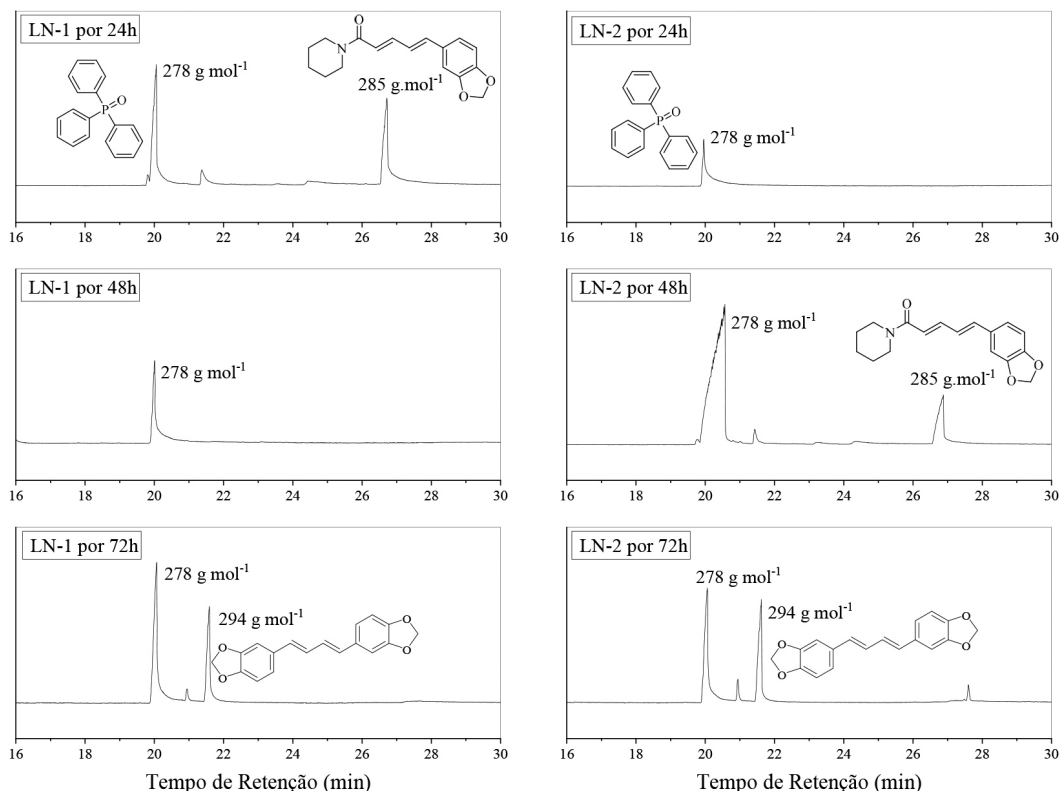 LN-1 por 24h
278 g mol⁻¹
285 g.mol⁻¹
O
N
O
O
P
O
16 18 20 22 24 26 28 30
LN-2 por 24h
278 g mol⁻¹
P
O
16 18 20 22 24 26 28 30
LN-1 por 48h
278 g mol⁻¹
16 18 20 22 24 26 28 30
LN-2 por 48h
278 g mol⁻¹
285 g.mol⁻¹
O
N
O
O
16 18 20 22 24 26 28 30
LN-1 por 72h
278 g mol⁻¹
294 g mol⁻¹
O
O
O
O
16 18 20 22 24 26 28 30
Tempo de Retenção (min)
LN-2 por 72h
278 g mol⁻¹
294 g mol⁻¹
O
O
O
O
16 18 20 22 24 26 28 30
Tempo de Retenção (min)